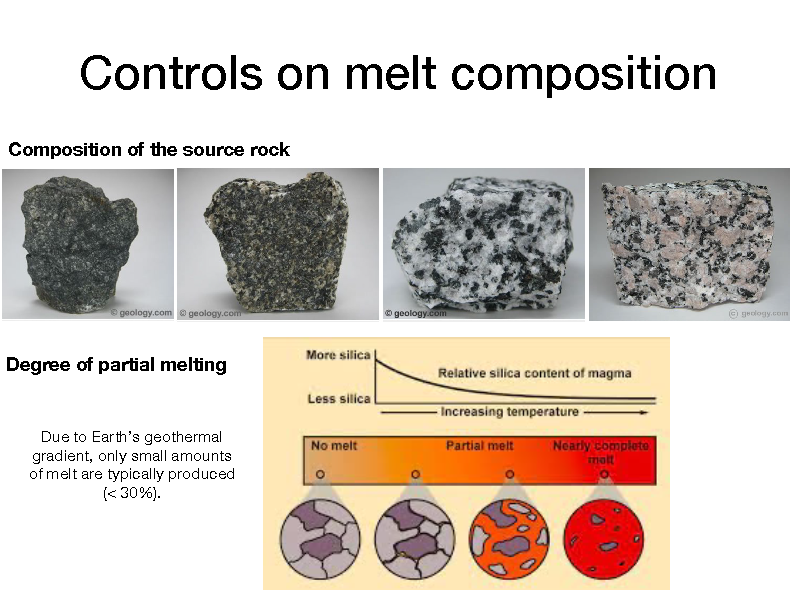 Controls on melt composition
Composition of the source rock
© geology.com
© geology.com
© geology.com
© geology.com
Degree of partial melting
Due to Earth's geothermal
gradient, only small amounts
of melt are typically produced
(< 30%).
More silica
Relative silica content of magma
Less silica
Increasing temperature
No melt
Partial melt
Nearly complete
melt